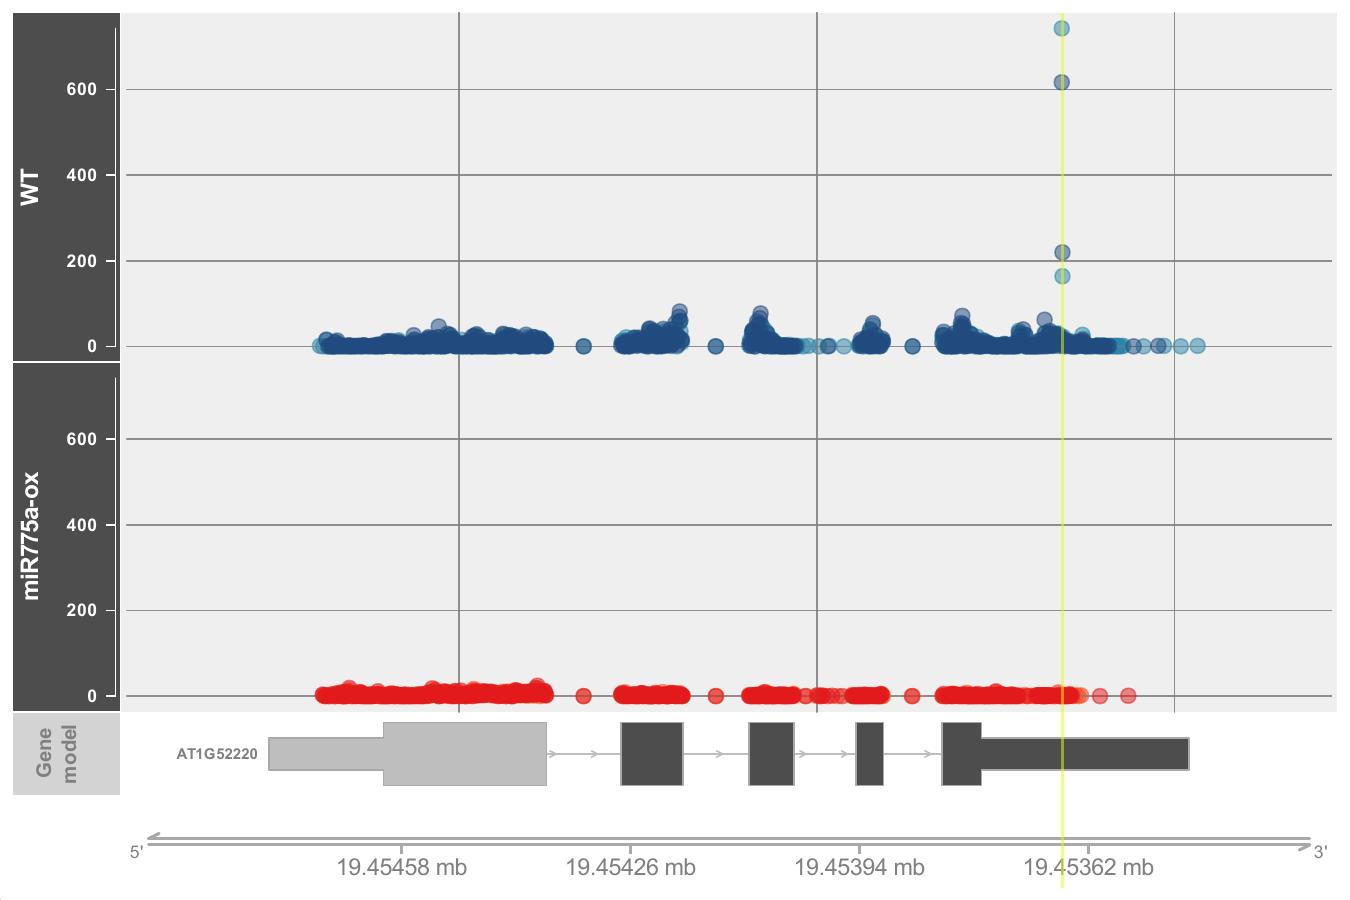 WT
600
400
200
0
miR775a-ox
600
400
200
0
Gene
model
AT1G52220
5'
3'
19.45458 mb
19.45426 mb
19.45394 mb
19.45362 mb